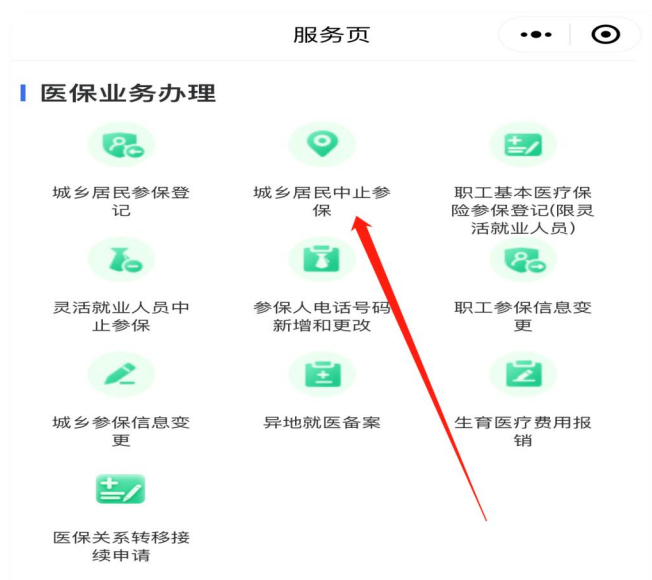 服务页
医保业务办理
城乡居民参保登
记
城乡居民中止参
保
职工基本医疗保
险参保登记(限灵
活就业人员)
灵活就业人员中
止参保
参保人电话号码
新增和更改
职工参保信息变
更
城乡参保信息变
更
异地就医备案
生育医疗费用报
销
医保关系转移接
续申请